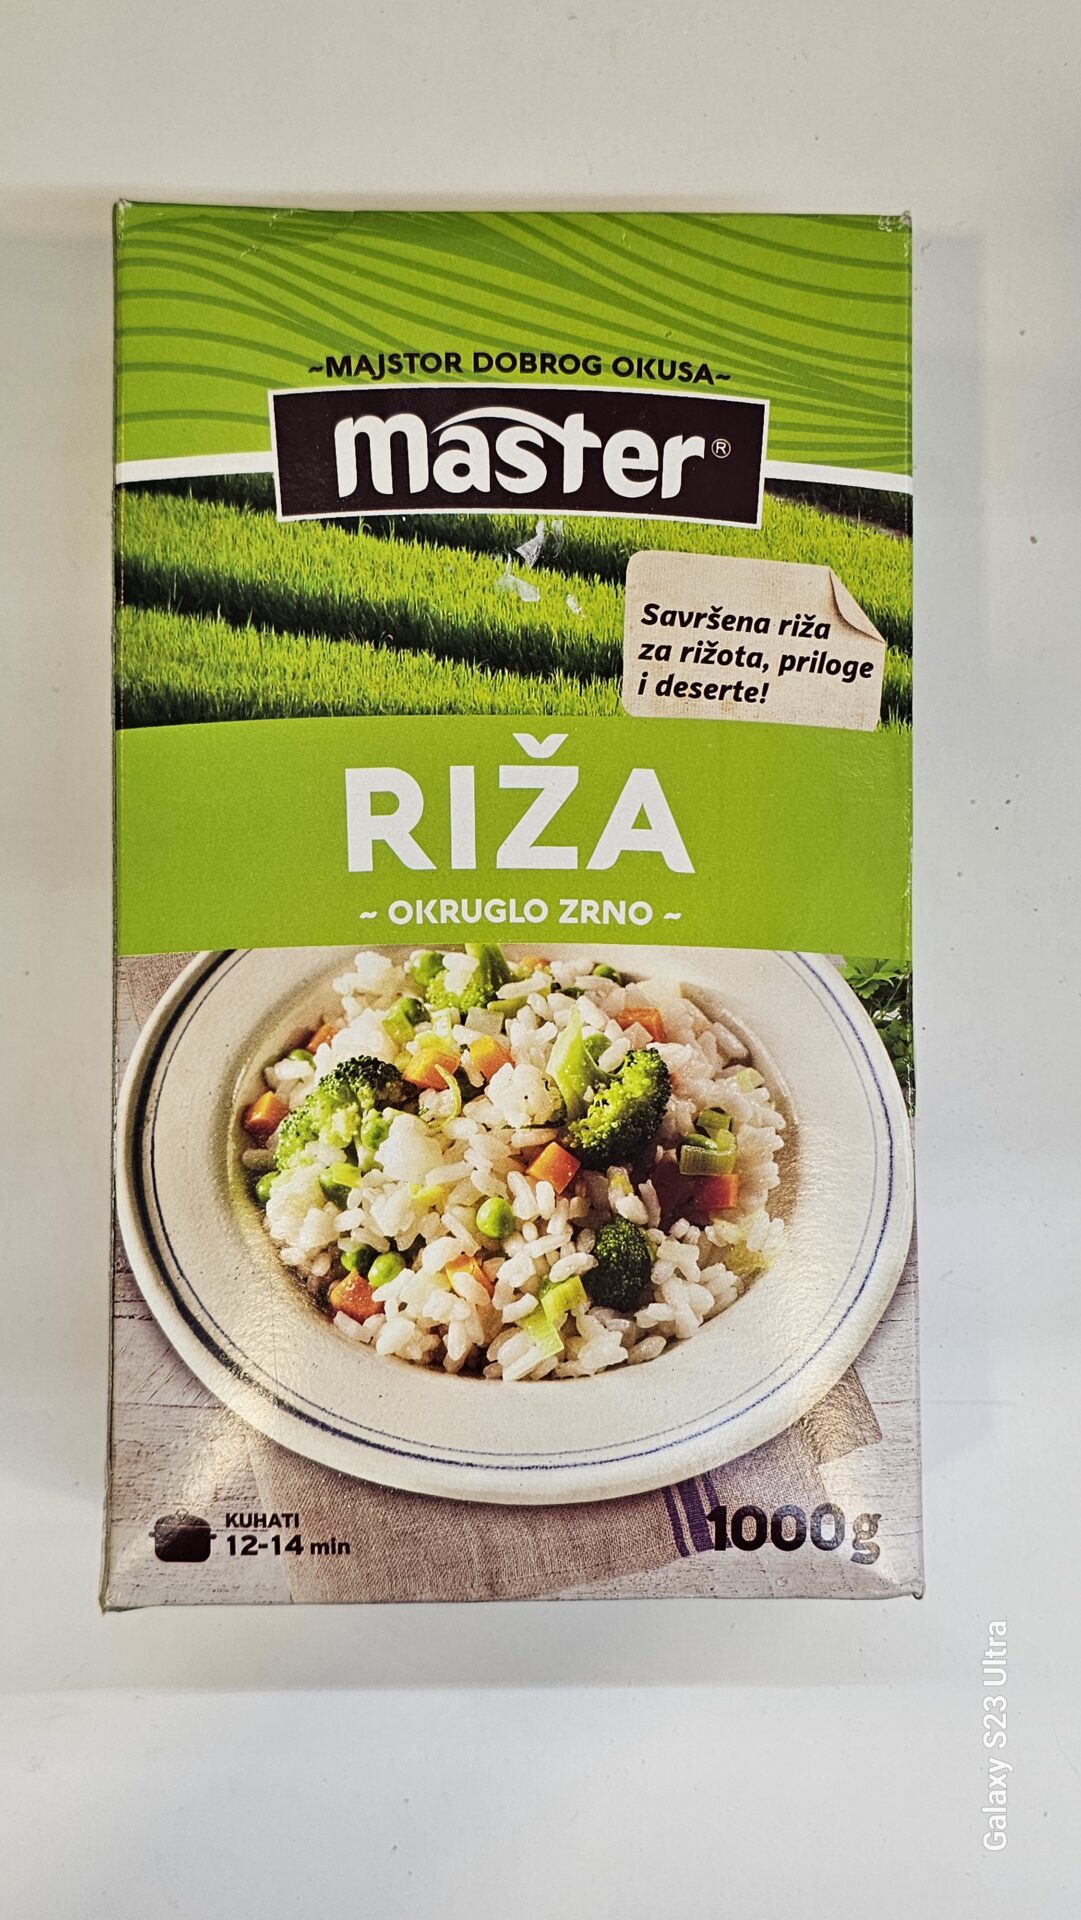 ~MAJSTOR DOBROG OKUSA~
master®
Savršena riža
za rižota, priloge
i deserte!
RIŽA
~ OKRUGLO ZRNO ~
KUHATI
12-14 min
1000g
Galaxy S23 Ultra